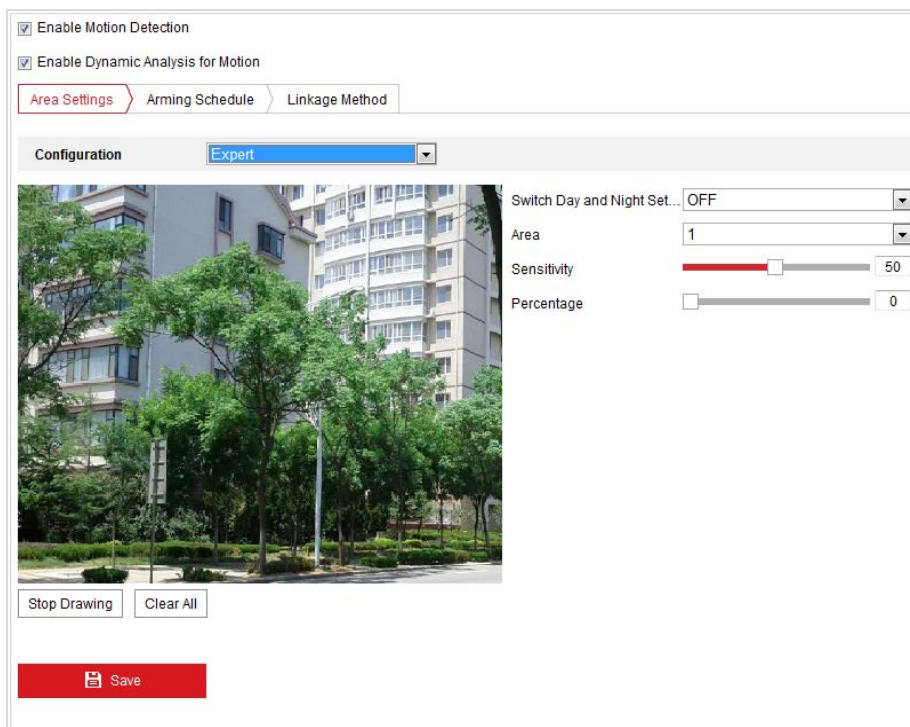 Enable Motion Detection
Enable Dynamic Analysis for Motion
Area Settings Arming Schedule Linkage Method
Configuration Expert
Switch Day and Night Set... OFF
Area 1
Sensitivity 50
Percentage 0
Stop Drawing Clear All
Save